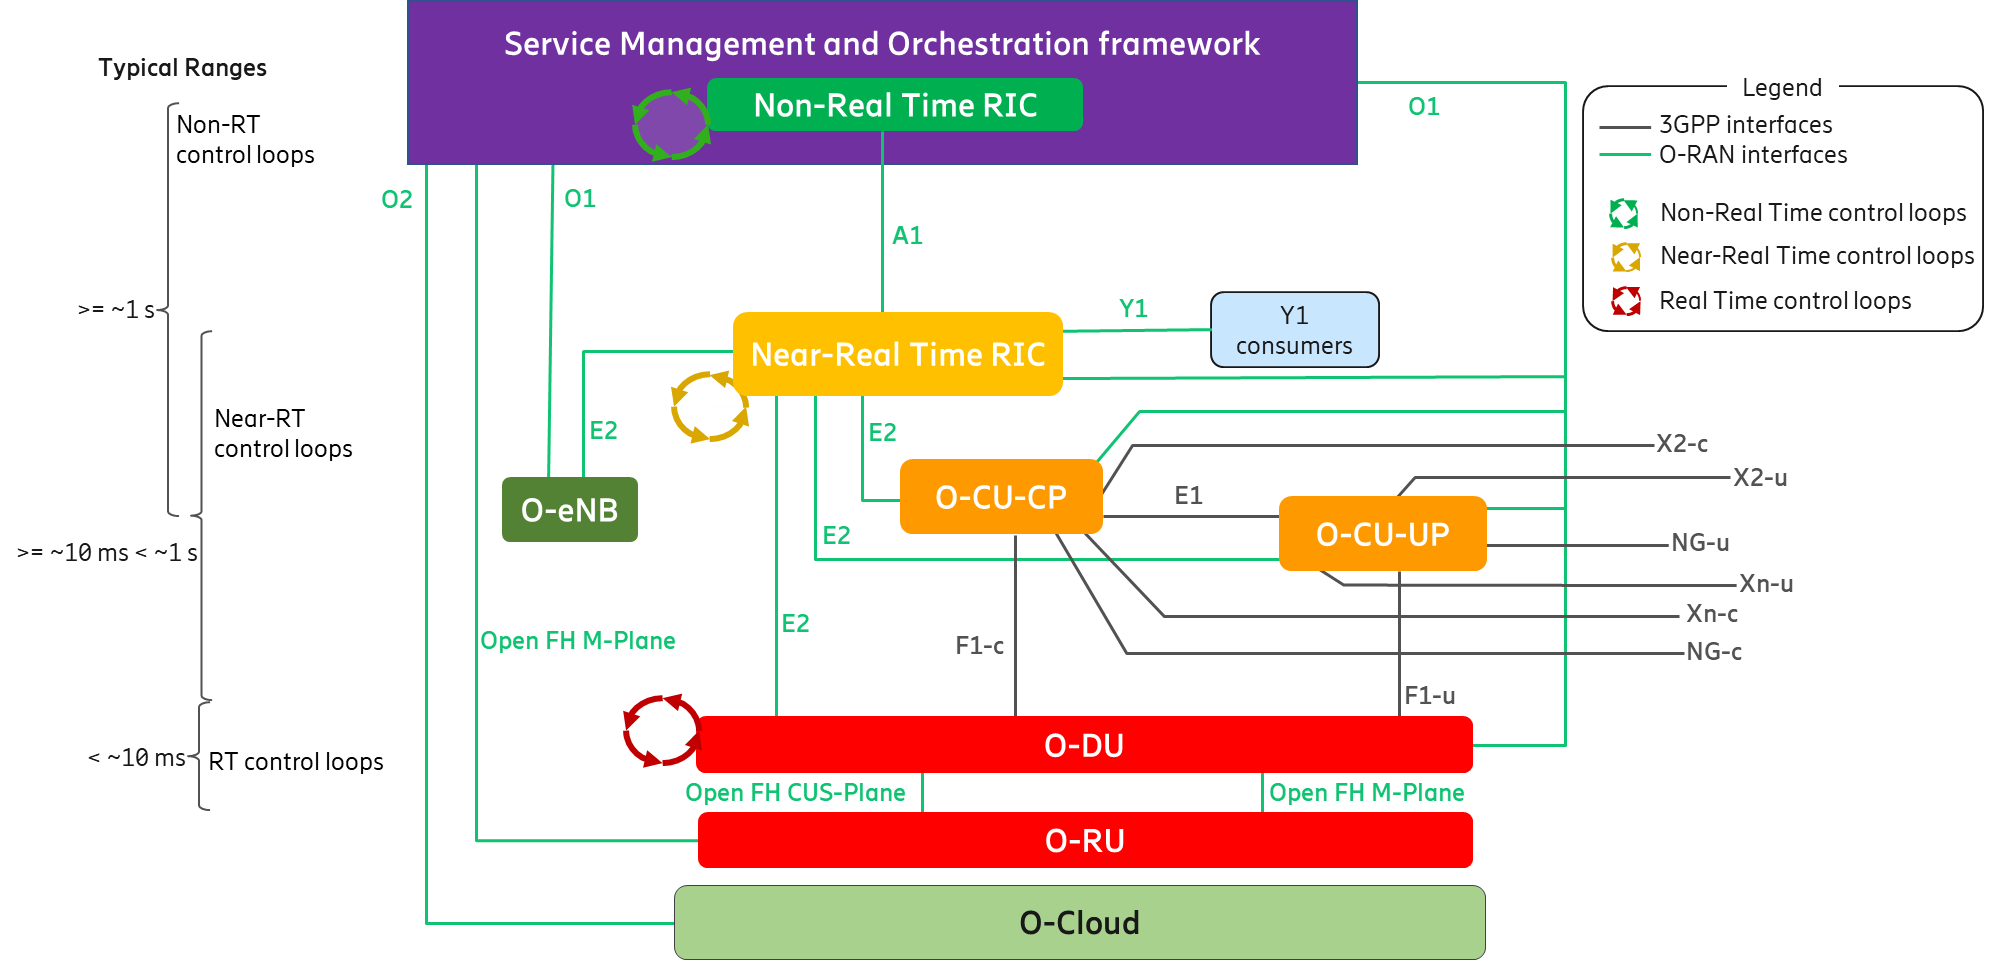 Service Management and Orchestration framework
Typical Ranges
Non-Real Time RIC
Legend
O1
Non-RT
control loops
3GPP interfaces
O-RAN interfaces
O2
O1
Non-Real Time control loops
A1
Near-Real Time control loops
Real Time control loops
>= ~1 s
Y1
Y1
consumers
Near-Real Time RIC
Near-RT
control loops
E2
E2
X2-c
X2-u
O-CU-CP
E1
O-eNB
O-CU-UP
E2
NG-u
>= ~10 ms < ~1 s
Xn-u
Xn-c
E2
Open FH M-Plane
F1-c
NG-c
F1-u
O-DU
< ~10 ms
RT control loops
Open FH CUS-Plane
Open FH M-Plane
O-RU
O-Cloud